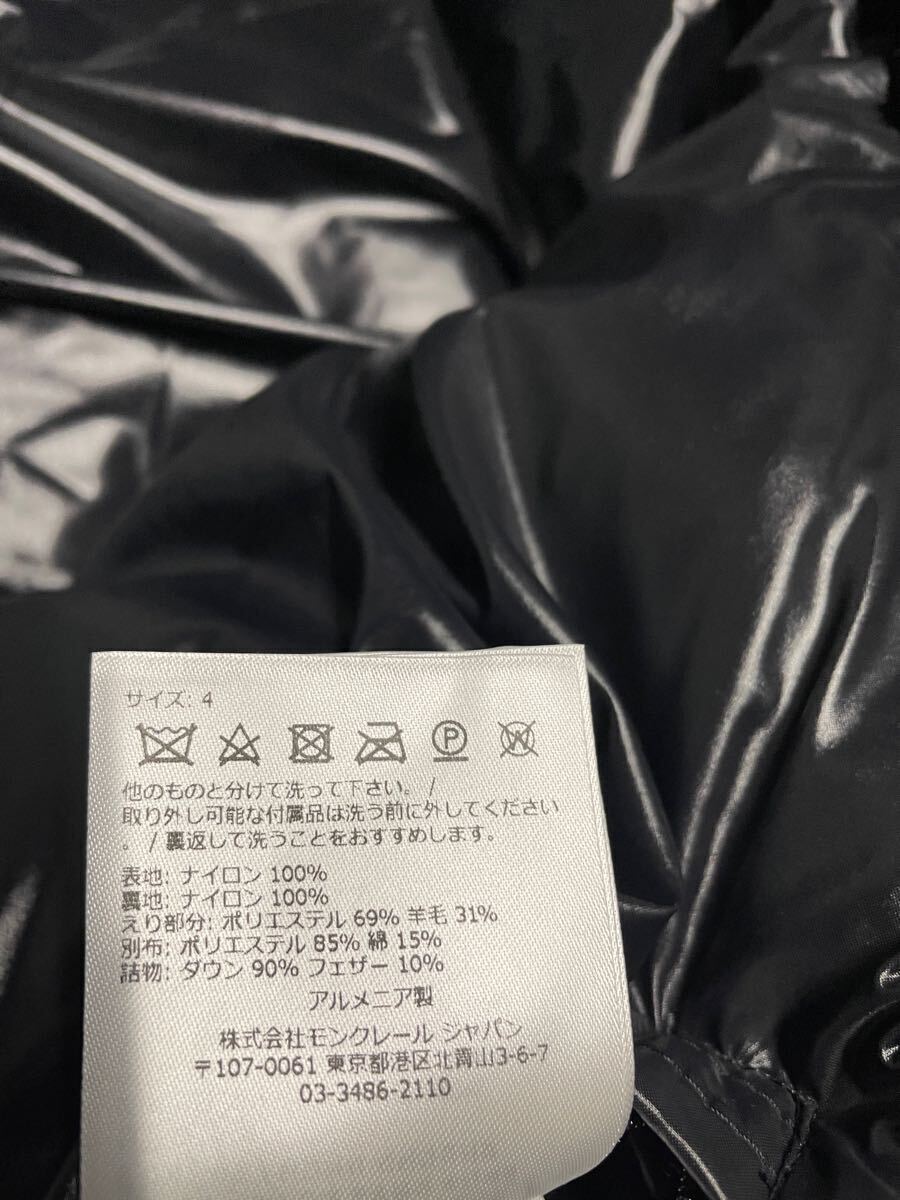 サイズ: 4
P W
他のものと分けて洗って下さい。 /
取り外し可能な付属品は洗う前に外してください
。 / 裏返して洗うことをおすすめします。
表地: ナイロン 100%
裏地: ナイロン 100%
えり部分: ポリエステル 69% 羊毛 31%
別布: ポリエステル 85% 綿 15%
詰物: ダウン 90% フェザー 10%
アルメニア製
株式会社モンクレール シャパン
〒107-0061 東京都港区北青山3-6-7
03-3486-2110